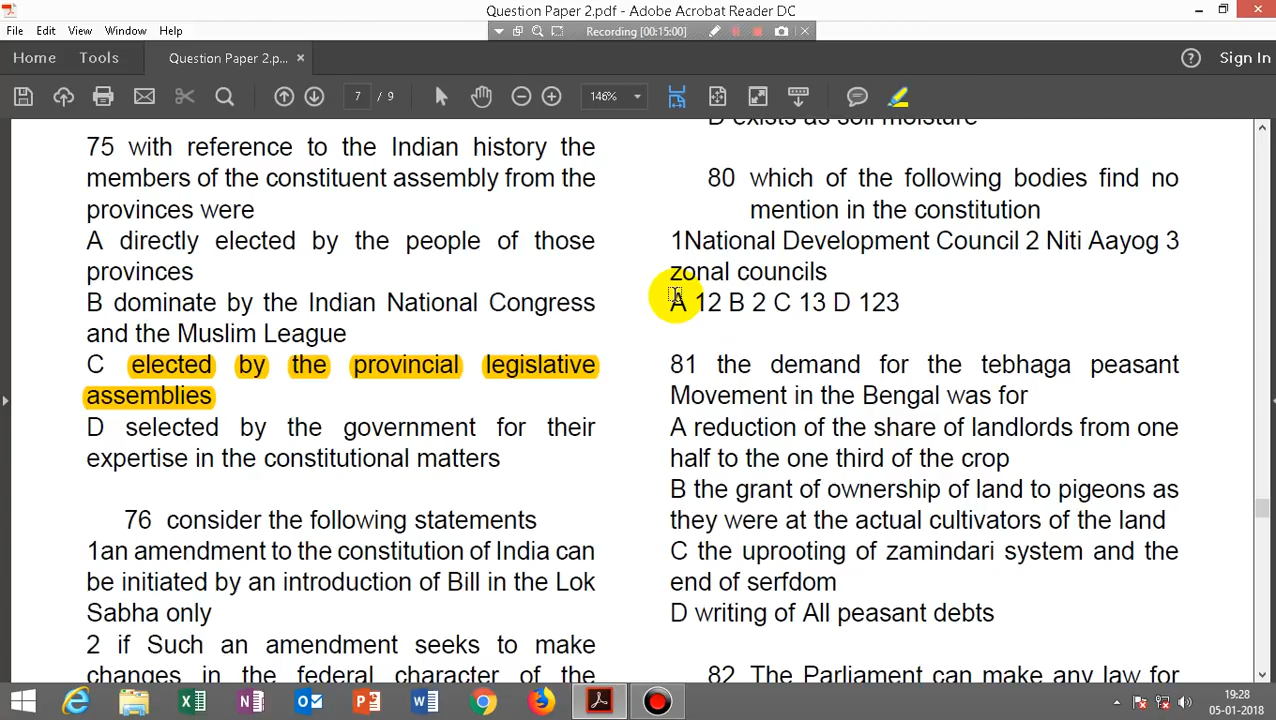 Question Paper 2.pdf - Adobe Acrobat Reader DC
File Edit View Window Help
Recording [00:15:00]
Home Tools Question Paper 2.p... × Sign In
7 / 9 146%
75 with reference to the Indian history the
members of the constituent assembly from the
provinces were
A directly elected by the people of those
provinces
B dominate by the Indian National Congress
and the Muslim League
C elected by the provincial legislative
assemblies
D selected by the government for their
expertise in the constitutional matters
76 consider the following statements
1an amendment to the constitution of India can
be initiated by an introduction of Bill in the Lok
Sabha only
2 if Such an amendment seeks to make
changes in the federal character of the
D exists as soil moisture
80 which of the following bodies find no
mention in the constitution
1National Development Council 2 Niti Aayog 3
zonal councils
A 12 B 2 C 13 D 123
81 the demand for the tebhaga peasant
Movement in the Bengal was for
A reduction of the share of landlords from one
half to the one third of the crop
B the grant of ownership of land to pigeons as
they were at the actual cultivators of the land
C the uprooting of zamindari system and the
end of serfdom
D writing of All peasant debts
82 The Parliament can make any law for
19:28
05-01-2018